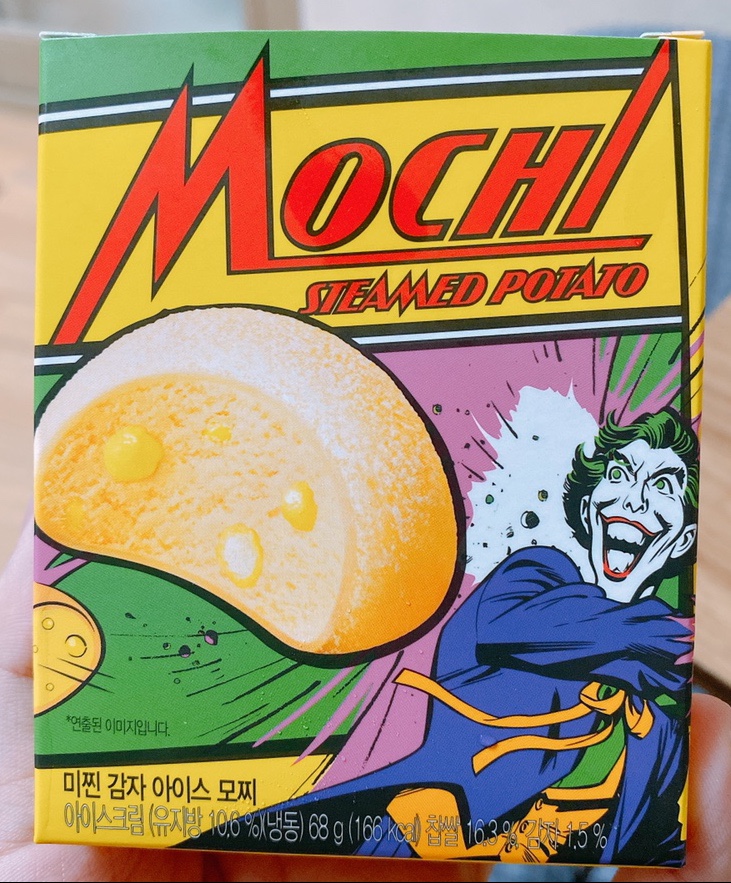 MOCHI
STEAMED POTATO
*연출된 이미지입니다.
미찐 감자 아이스 모찌
아이스크림 (유지방 10.6 %)(냉동) 68 g (166 kcal) 찹쌀 16.3 %, 감자 1.5 %